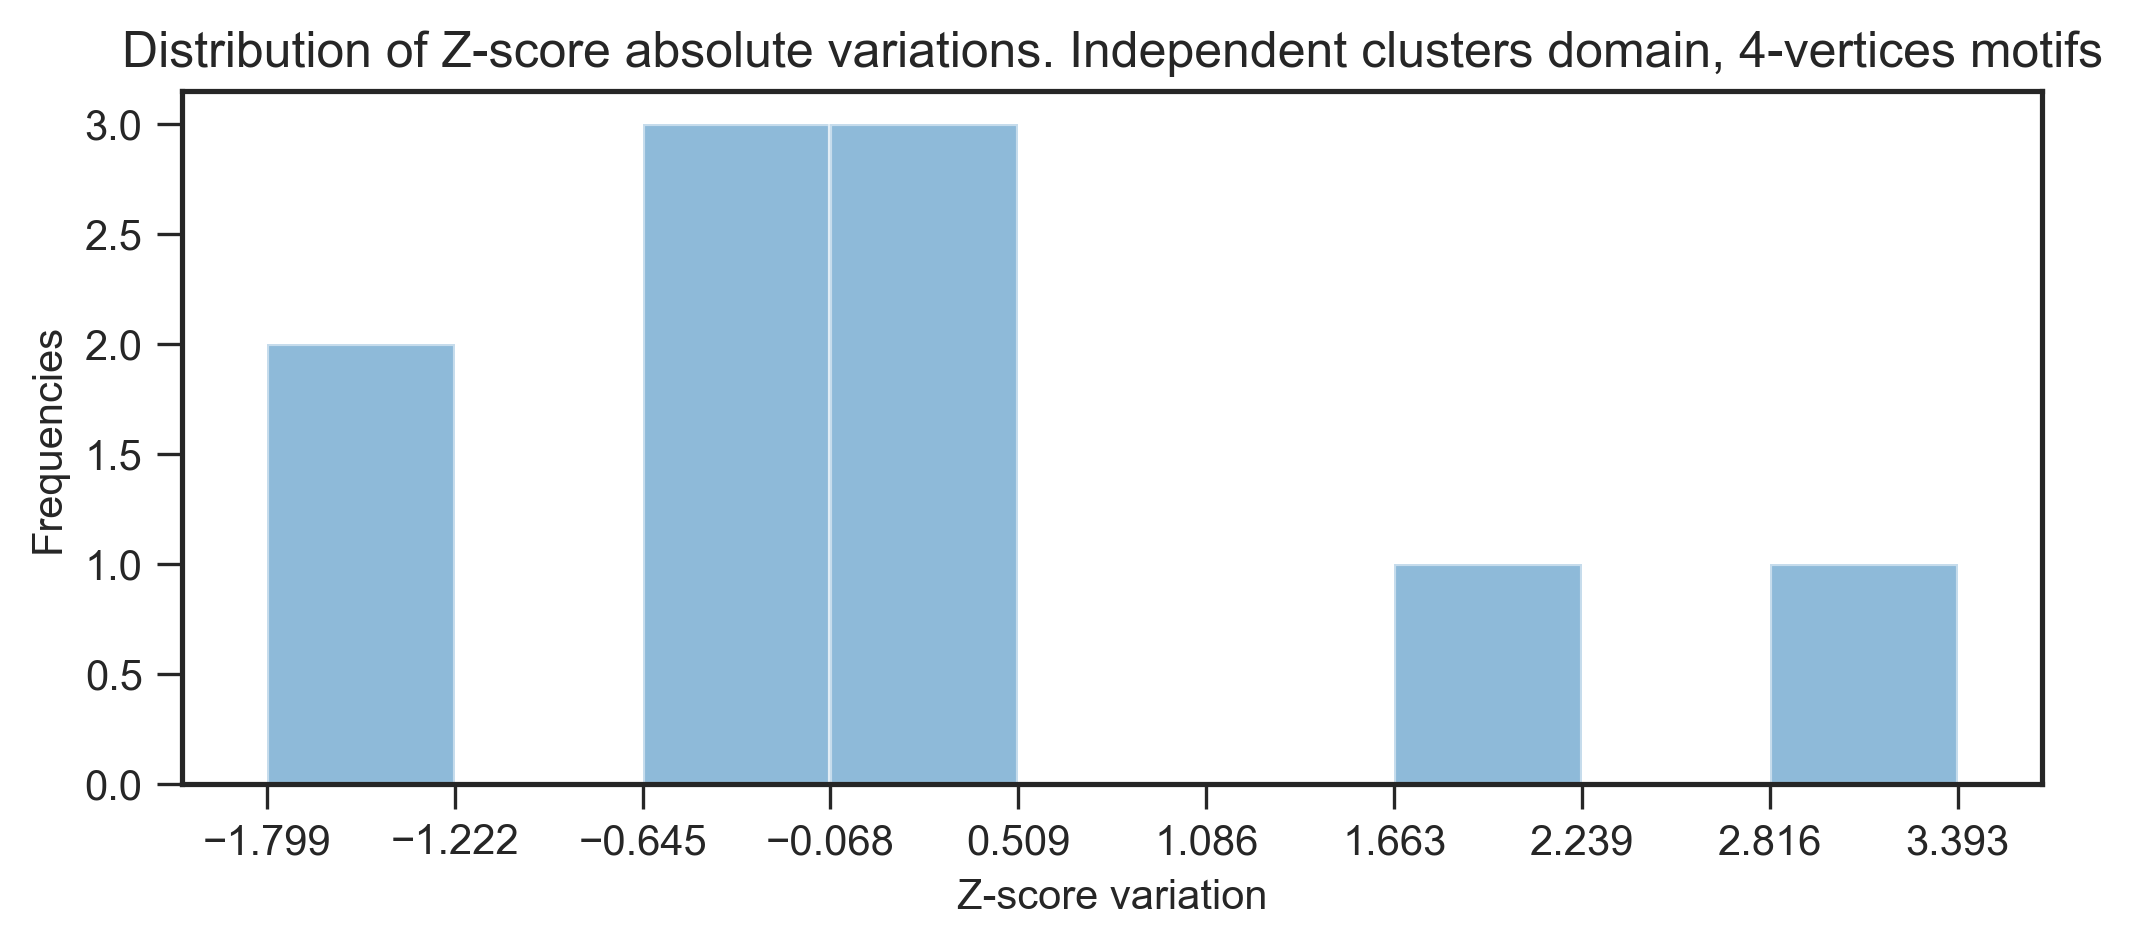 Distribution of Z-score absolute variations. Independent clusters domain, 4-vertices motifs
3.0
2.5
2.0
1.5
1.0
0.5
0.0
Frequencies
−1.799 −1.222 −0.645 −0.068 0.509 1.086 1.663 2.239 2.816 3.393
Z-score variation